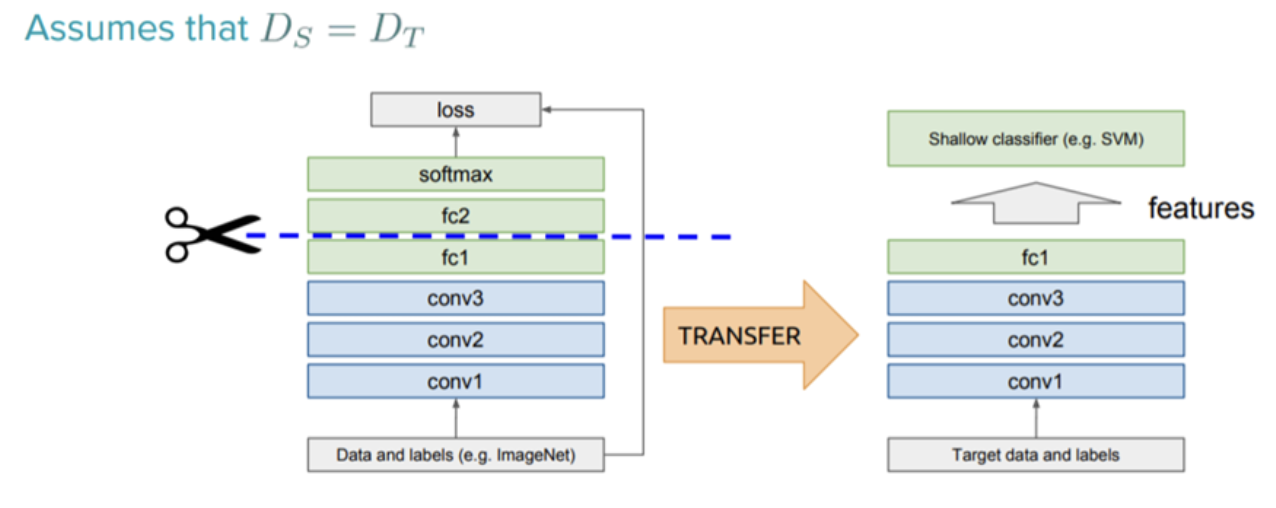 Assumes that D_S = D_T
loss
softmax
fc2
fc1
conv3
conv2
conv1
Data and labels (e.g. ImageNet)
TRANSFER
Shallow classifier (e.g. SVM)
features
fc1
conv3
conv2
conv1
Target data and labels